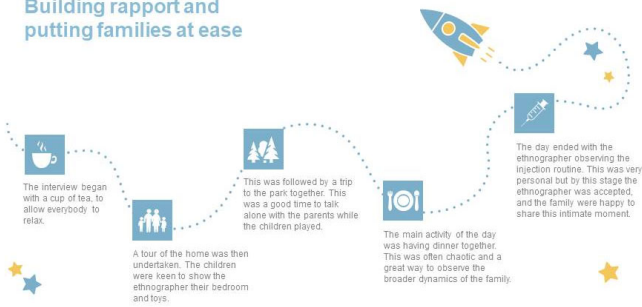 Building rapport and
putting families at ease
The interview began
with a cup of tea, to
allow everybody to
relax.
A tour of the home was then
undertaken. The children
were keen to show the
ethnographer their bedroom
and toys.
This was followed by a trip
to the park together. This
was a good time to talk
alone with the parents while
the children played.
The main activity of the day
was having dinner together.
This was often chaotic and a
great way to observe the
broader dynamics of the family.
The day ended with the
ethnographer observing the
injection routine. This was very
personal but by this stage the
ethnographer was accepted,
and the family were happy to
share this intimate moment.